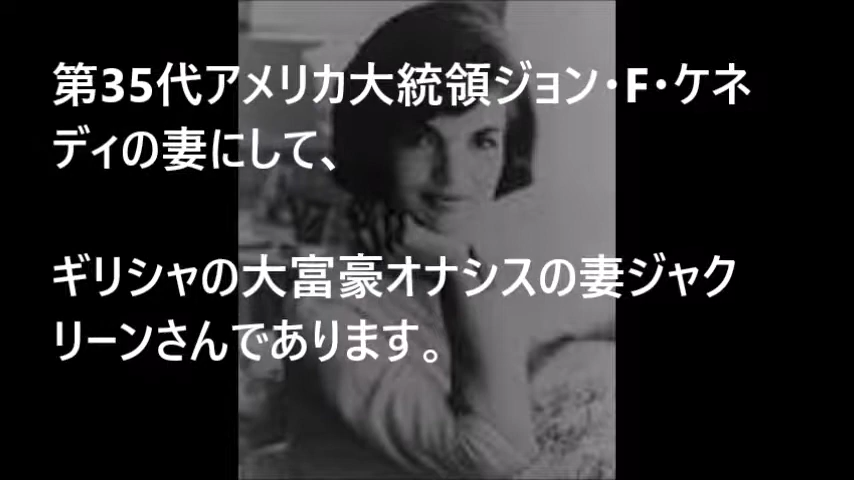 第35代アメリカ大統領ジョン・F・ケネ
ディの妻にして、
ギリシャの大富豪オナシスの妻ジャク
リーンさんであります。